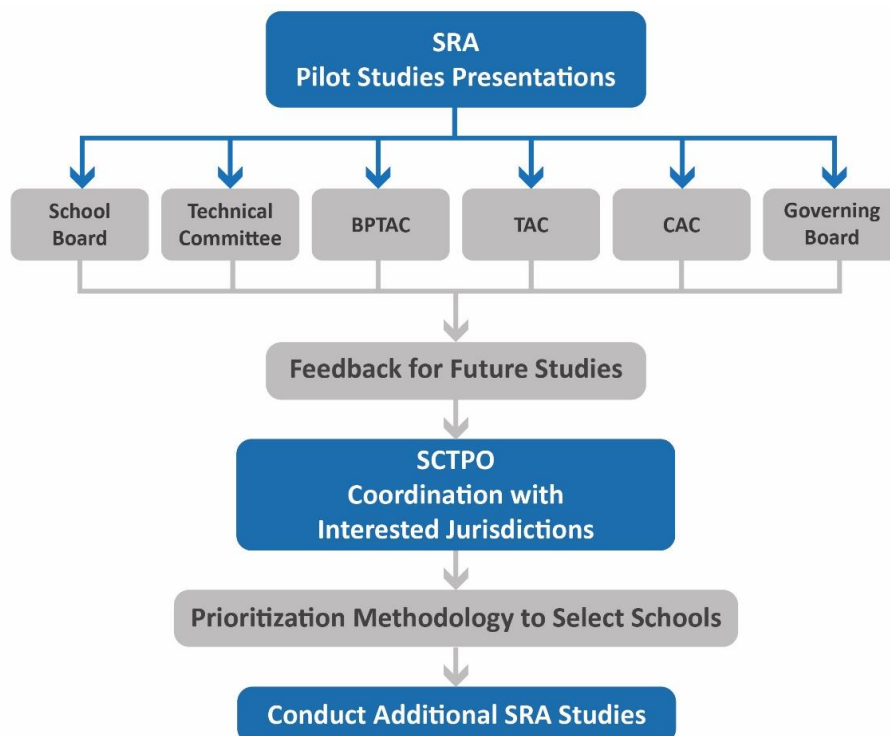 SRA
Pilot Studies Presentations
School
Board
Technical
Committee
BPTAC
TAC
CAC
Governing
Board
Feedback for Future Studies
SCTPO
Coordination with
Interested Jurisdictions
Prioritization Methodology to Select Schools
Conduct Additional SRA Studies